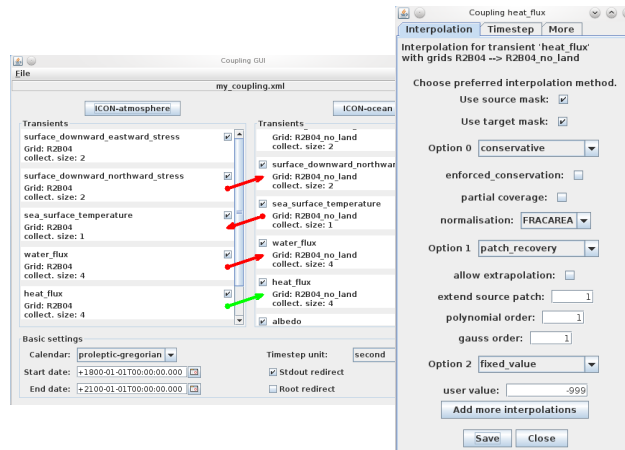 Coupling GUI
File
my_coupling.xml
ICON-atmosphere
ICON-ocean
Transients
surface_downward_eastward_stress
Grid: R2B04
collect. size: 2
surface_downward_northward_stress
Grid: R2B04
collect. size: 2
sea_surface_temperature
Grid: R2B04
collect. size: 1
water_flux
Grid: R2B04
collect. size: 4
heat_flux
Grid: R2B04
collect. size: 4
Transients
Grid: R2B04_no_land
collect. size: 2
surface_downward_northwar
Grid: R2B04_no_land
collect. size: 2
sea_surface_temperature
Grid: R2B04_no_land
collect. size: 1
water_flux
Grid: R2B04_no_land
collect. size: 4
heat_flux
Grid: R2B04_no_land
collect. size: 4
albedo
Basic settings
Calendar: proleptic-gregorian
Timestep unit: second
Start date: +1800-01-01T00:00:00.000
Stdout redirect
End date: +2100-01-01T00:00:00.000
Root redirect
Coupling heat_flux
Interpolation Timestep More
Interpolation for transient 'heat_flux'
with grids R2B04 --> R2B04_no_land
Choose preferred interpolation method.
Use source mask:
Use target mask:
Option 0 conservative
enforced_conservation:
partial coverage:
normalisation: FRACAREA
Option 1 patch_recovery
allow extrapolation:
extend source patch: 1
polynomial order: 1
gauss order: 1
Option 2 fixed_value
user value: -999
Add more interpolations
Save Close